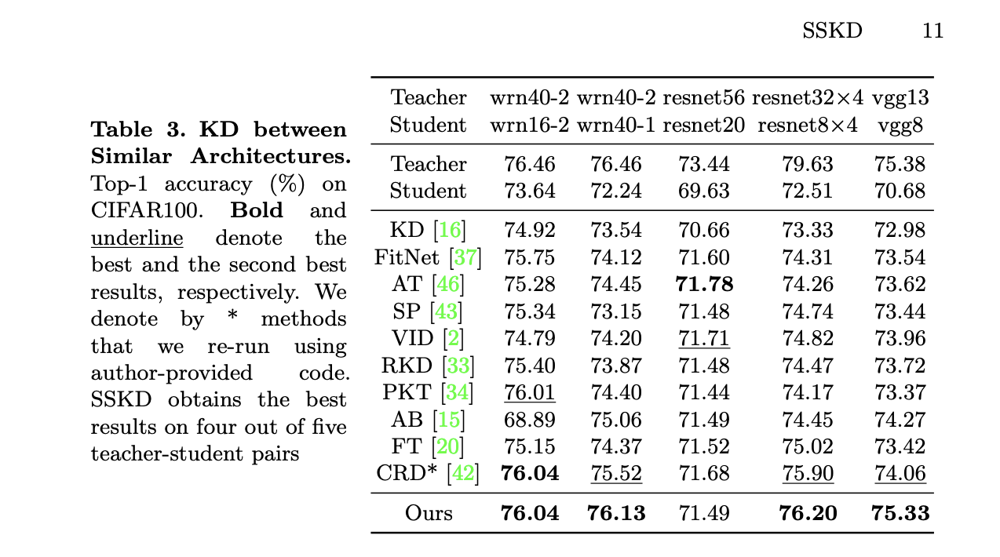 SSKD 11
Table 3. KD between
Similar Architectures.
Top-1 accuracy (%) on
CIFAR100. Bold and
underline denote the
best and the second best
results, respectively. We
denote by * methods
that we re-run using
author-provided code.
SSKD obtains the best
results on four out of five
teacher-student pairs
Teacher wrn40-2 wrn40-2 resnet56 resnet32×4 vgg13
Student wrn16-2 wrn40-1 resnet20 resnet8×4 vgg8
Teacher 76.46 76.46 73.44 79.63 75.38
Student 73.64 72.24 69.63 72.51 70.68
KD [16] 74.92 73.54 70.66 73.33 72.98
FitNet [37] 75.75 74.12 71.60 74.31 73.54
AT [46] 75.28 74.45 71.78 74.26 73.62
SP [43] 75.34 73.15 71.48 74.74 73.44
VID [2] 74.79 74.20 71.71 74.82 73.96
RKD [33] 75.40 73.87 71.48 74.47 73.72
PKT [34] 76.01 74.40 71.44 74.17 73.37
AB [15] 68.89 75.06 71.49 74.45 74.27
FT [20] 75.15 74.37 71.52 75.02 73.42
CRD* [42] 76.04 75.52 71.68 75.90 74.06
Ours 76.04 76.13 71.49 76.20 75.33